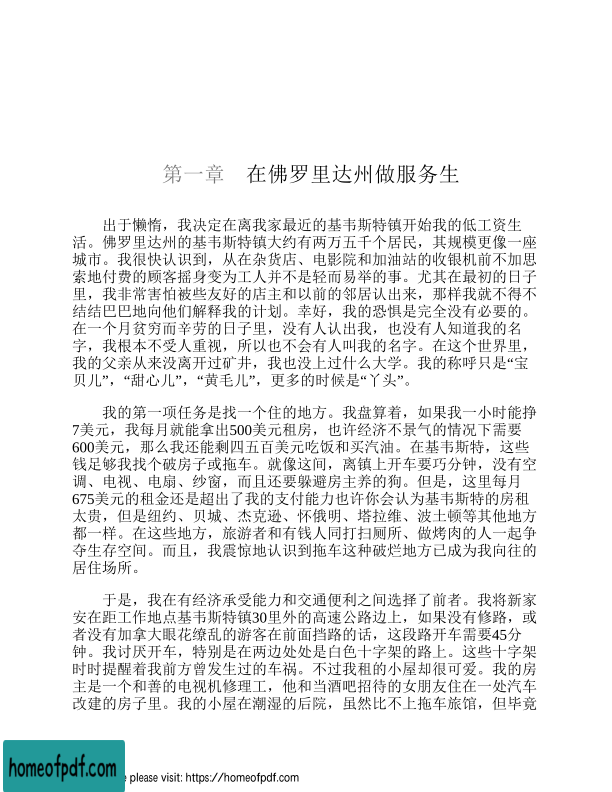 第一章 在佛罗里达州做服务生
出于懒惰，我决定在离我家最近的基韦斯特镇开始我的低工资生
活。佛罗里达州的基韦斯特镇大约有两万五千个居民，其规模更像一座
城市。我很快认识到，从在杂货店、电影院和加油站的收银机前不加思
索地付费的顾客摇身变为工人并不是轻而易举的事。尤其在最初的日子
里，我非常害怕被些友好的店主和以前的邻居认出来，那样我就不得不
结结巴巴地向他们解释我的计划。幸好，我的恐惧是完全没有必要的。
在一个月贫穷而辛劳的日子里，没有人认出我，也没有人知道我的名
字，我根本不受人重视，所以也不会有人叫我的名字。在这个世界里，
我的父亲从来没离开过矿井，我也没上过什么大学。我的称呼只是“宝
贝儿”，“甜心儿”，“黄毛儿”，更多的时候是“丫头”。
我的第一项任务是找一个住的地方。我盘算着，如果我一小时能挣
7美元，我每月就能拿出500美元租房，也许经济不景气的情况下需要
600美元，那么我还能剩四五百美元吃饭和买汽油。在基韦斯特，这些
钱足够我找个破房子或拖车。就像这间，离镇上开车要巧分钟，没有空
调、电视、电扇、纱窗，而且还要躲避房主养的狗。但是，这里每月
675美元的租金还是超出了我的支付能力也许你会认为基韦斯特的房租
太贵，但是纽约、贝城、杰克逊、怀俄明、塔拉维、波土顿等其他地方
都一样。在这些地方，旅游者和有钱人同打扫厕所、做烤肉的人一起争
夺生存空间。而且，我震惊地认识到拖车这种破烂地方已成为我向往的
居住场所。
于是，我在有经济承受能力和交通便利之间选择了前者。我将新家
安在距工作地点基韦斯特镇30里外的高速公路边上，如果没有修路，或
者没有加拿大眼花缭乱的游客在前面挡路的话，这段路开车需要45分
钟。我讨厌开车，特别是在两边处处是白色十字架的路上。这些十字架
时时提醒着我前方曾发生过的车祸。不过我租的小屋却很可爱。我的房
主是一个和善的电视机修理工，他和当酒吧招待的女朋友住在一处汽车
改建的房子里。我的小屋在潮湿的后院，虽然比不上拖车旅馆，但毕竟
homeofpdf.com
e please visit: https://homeofpdf.com